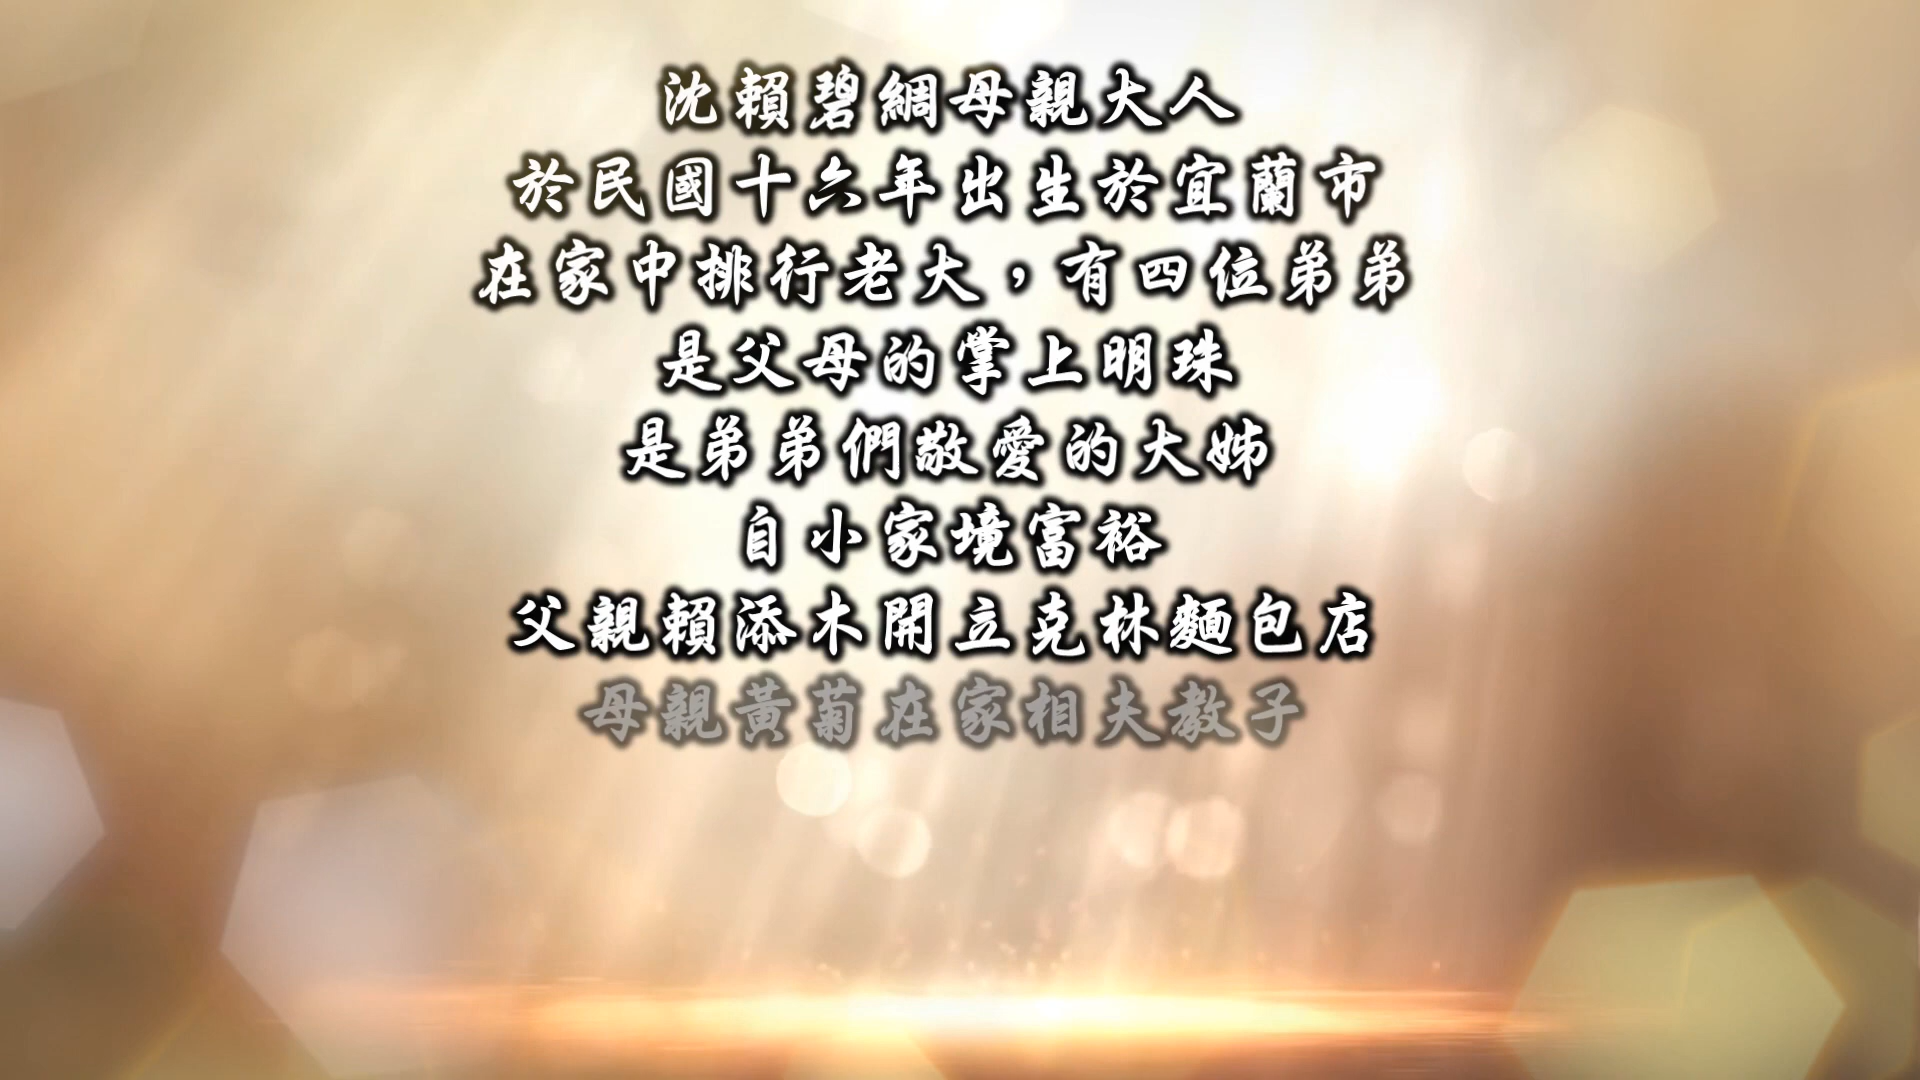 沈賴碧綢母親大人
於民國十六年出生於宜蘭市
在家中排行老大，有四位弟弟
是父母的掌上明珠
是弟弟們敬愛的大姊
自小家境富裕
父親賴添木開立克林麵包店
母親黃菊在家相夫教子